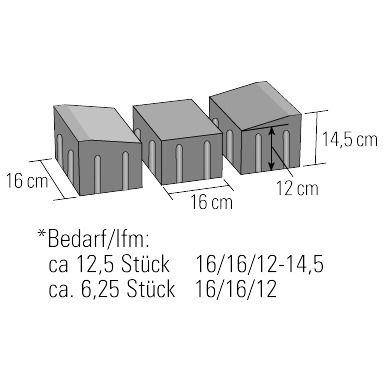 14,5 cm
16 cm
12 cm
16 cm
*Bedarf/lfm:
ca 12,5 Stück 16/16/12-14,5
ca. 6,25 Stück 16/16/12